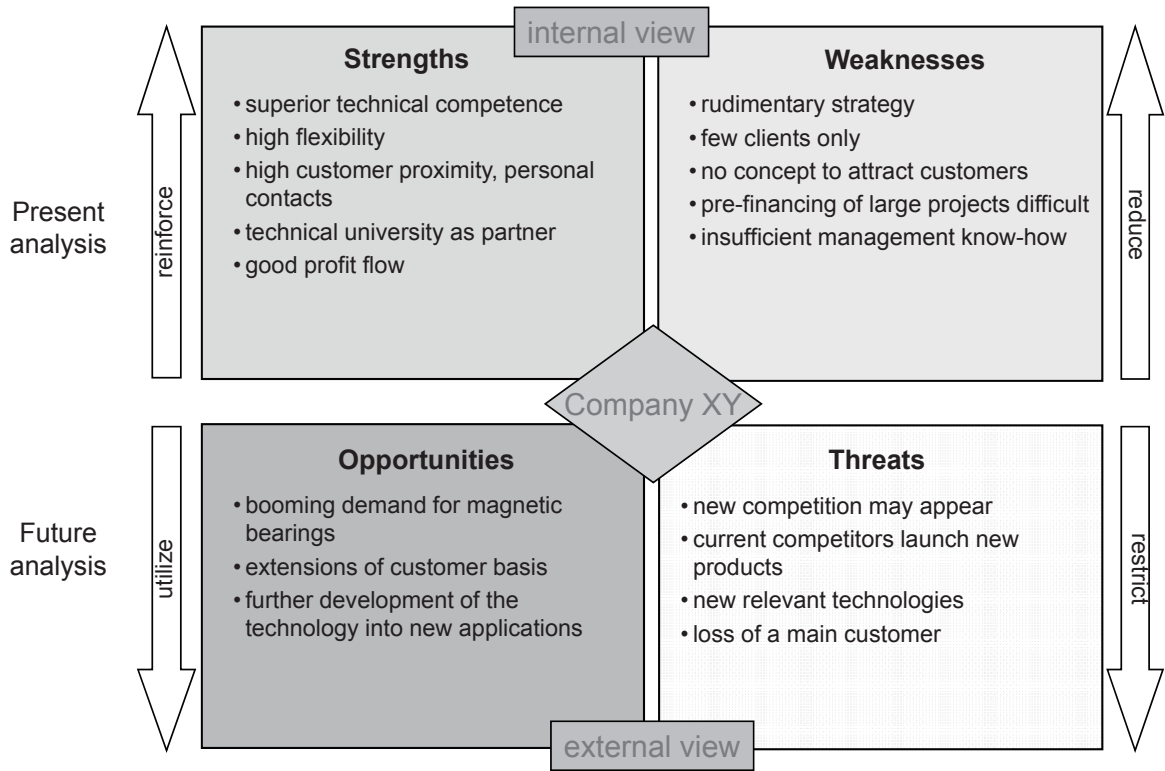 internal view
Strengths
• superior technical competence
• high flexibility
• high customer proximity, personal
contacts
• technical university as partner
• good profit flow
Weaknesses
• rudimentary strategy
• few clients only
• no concept to attract customers
• pre-financing of large projects difficult
• insufficient management know-how
Present
analysis
reinforce
reduce
Company XY
Opportunities
• booming demand for magnetic
bearings
• extensions of customer basis
• further development of the
technology into new applications
Threats
• new competition may appear
• current competitors launch new
products
• new relevant technologies
• loss of a main customer
Future
analysis
utilize
restrict
external view